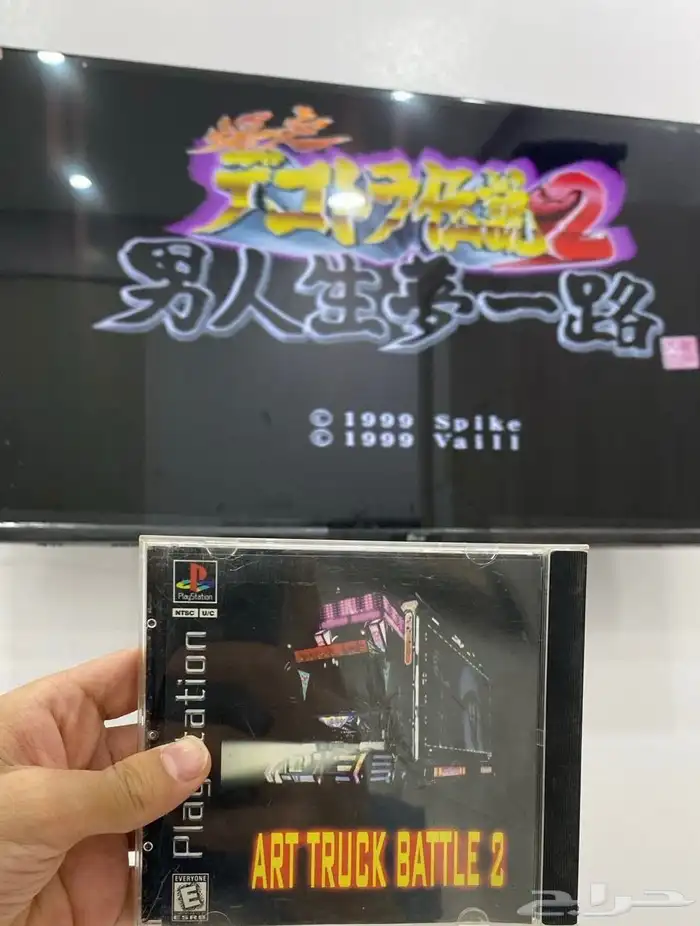 爆走
デコトラ伝説2
男人生夢一路
© 1999 Spike
© 1999 Vaill
PlayStation
NTSC U/C
PlayStation
ART TRUCK BATTLE 2
EVERYONE
E
ESRB
حراج